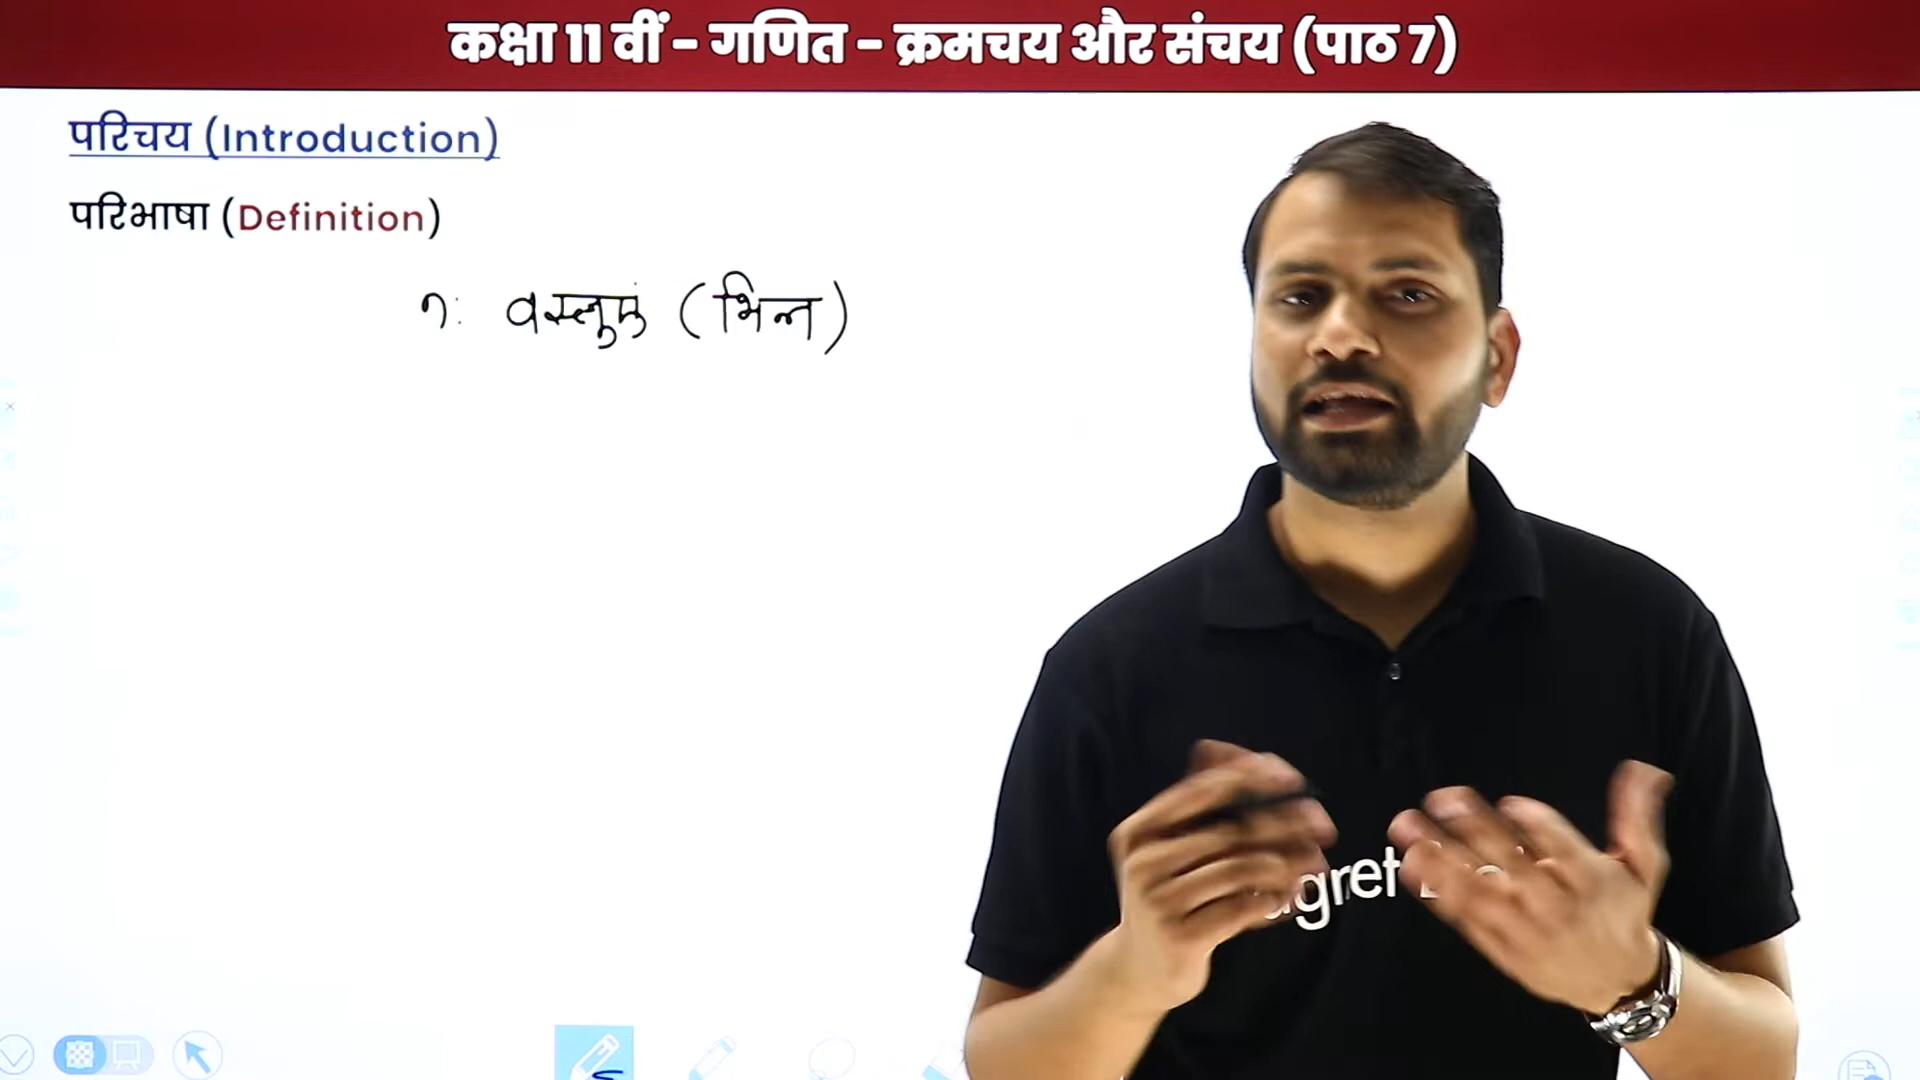 कक्षा 11 वीं - गणित - क्रमचय और संचय (पाठ 7)
परिचय (Introduction)
परिभाषा (Definition)
n: वस्तुएं (भिन्न)